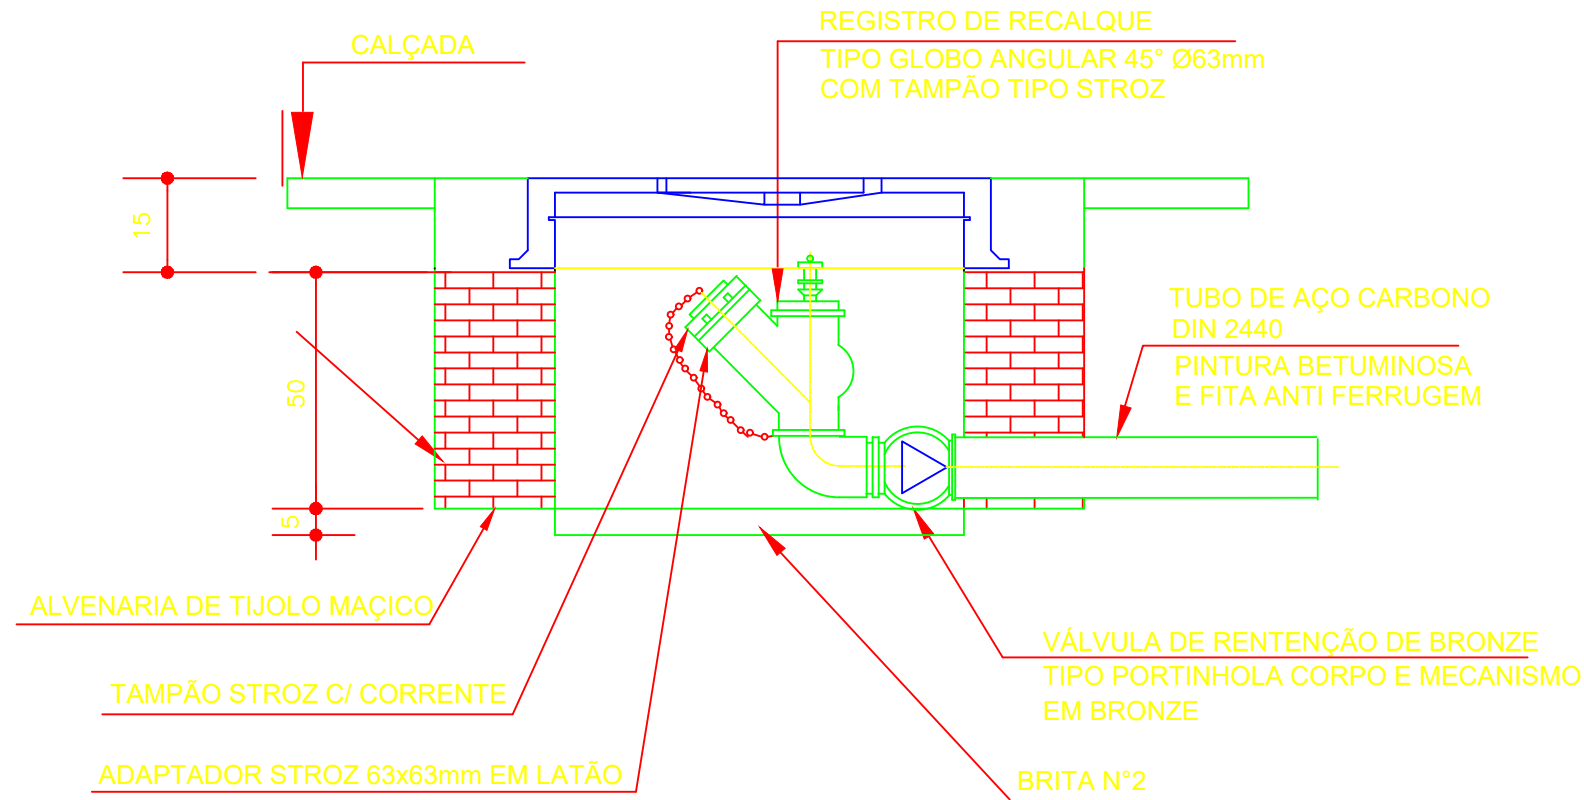 REGISTRO DE RECALQUE
TIPO GLOBO ANGULAR 45° Ø63mm
COM TAMPÃO TIPO STROZ
CALÇADA
15
50
5
TUBO DE AÇO CARBONO
DIN 2440
PINTURA BETUMINOSA
E FITA ANTI FERRUGEM
ALVENARIA DE TIJOLO MAÇICO
TAMPÃO STROZ C/ CORRENTE
ADAPTADOR STROZ 63x63mm EM LATÃO
VÁLVULA DE RENTENÇÃO DE BRONZE
TIPO PORTINHOLA CORPO E MECANISMO
EM BRONZE
BRITA N°2